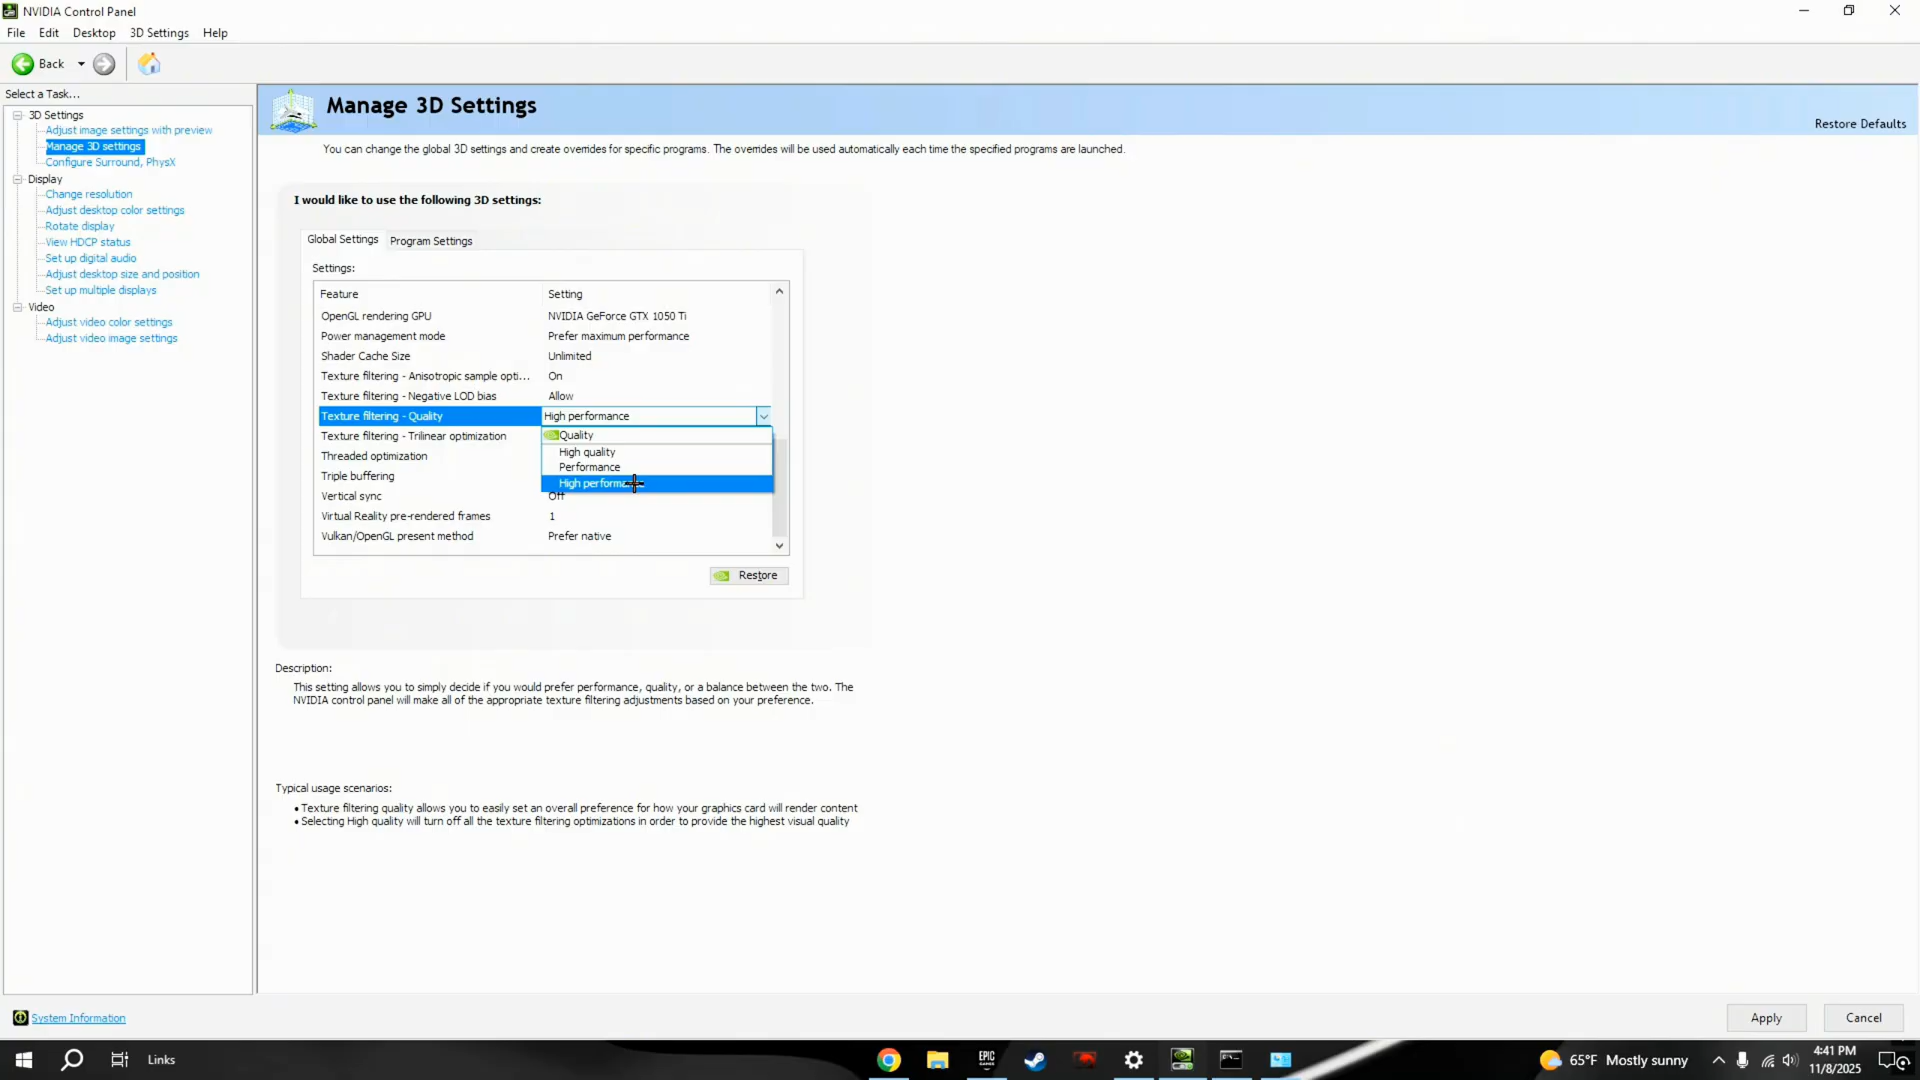 NVIDIA Control Panel
File Edit Desktop 3D Settings Help
Back
Select a Task...
3D Settings
Adjust image settings with preview
Manage 3D settings
Configure Surround, PhysX
Display
Change resolution
Adjust desktop color settings
Rotate display
View HDCP status
Set up digital audio
Adjust desktop size and position
Set up multiple displays
Video
Adjust video color settings
Adjust video image settings
Manage 3D Settings
Restore Defaults
You can change the global 3D settings and create overrides for specific programs. The overrides will be used automatically each time the specified programs are launched.
I would like to use the following 3D settings:
Global Settings Program Settings
Settings:
Feature Setting
OpenGL rendering GPU NVIDIA GeForce GTX 1050 Ti
Power management mode Prefer maximum performance
Shader Cache Size Unlimited
Texture filtering - Anisotropic sample opti... On
Texture filtering - Negative LOD bias Allow
Texture filtering - Quality High performance
Quality
Texture filtering - Trilinear optimization
High quality
Threaded optimization
Performance
Triple buffering
High performance
Vertical sync Off
Virtual Reality pre-rendered frames 1
Vulkan/OpenGL present method Prefer native
Restore
Description:
This setting allows you to simply decide if you would prefer performance, quality, or a balance between the two. The
NVIDIA control panel will make all of the appropriate texture filtering adjustments based on your preference.
Typical usage scenarios:
• Texture filtering quality allows you to easily set an overall preference for how your graphics card will render content
• Selecting High quality will turn off all the texture filtering optimizations in order to provide the highest visual quality
System Information
Apply Cancel
Links
EPIC
GAMES
65°F Mostly sunny
4:41 PM
11/8/2025